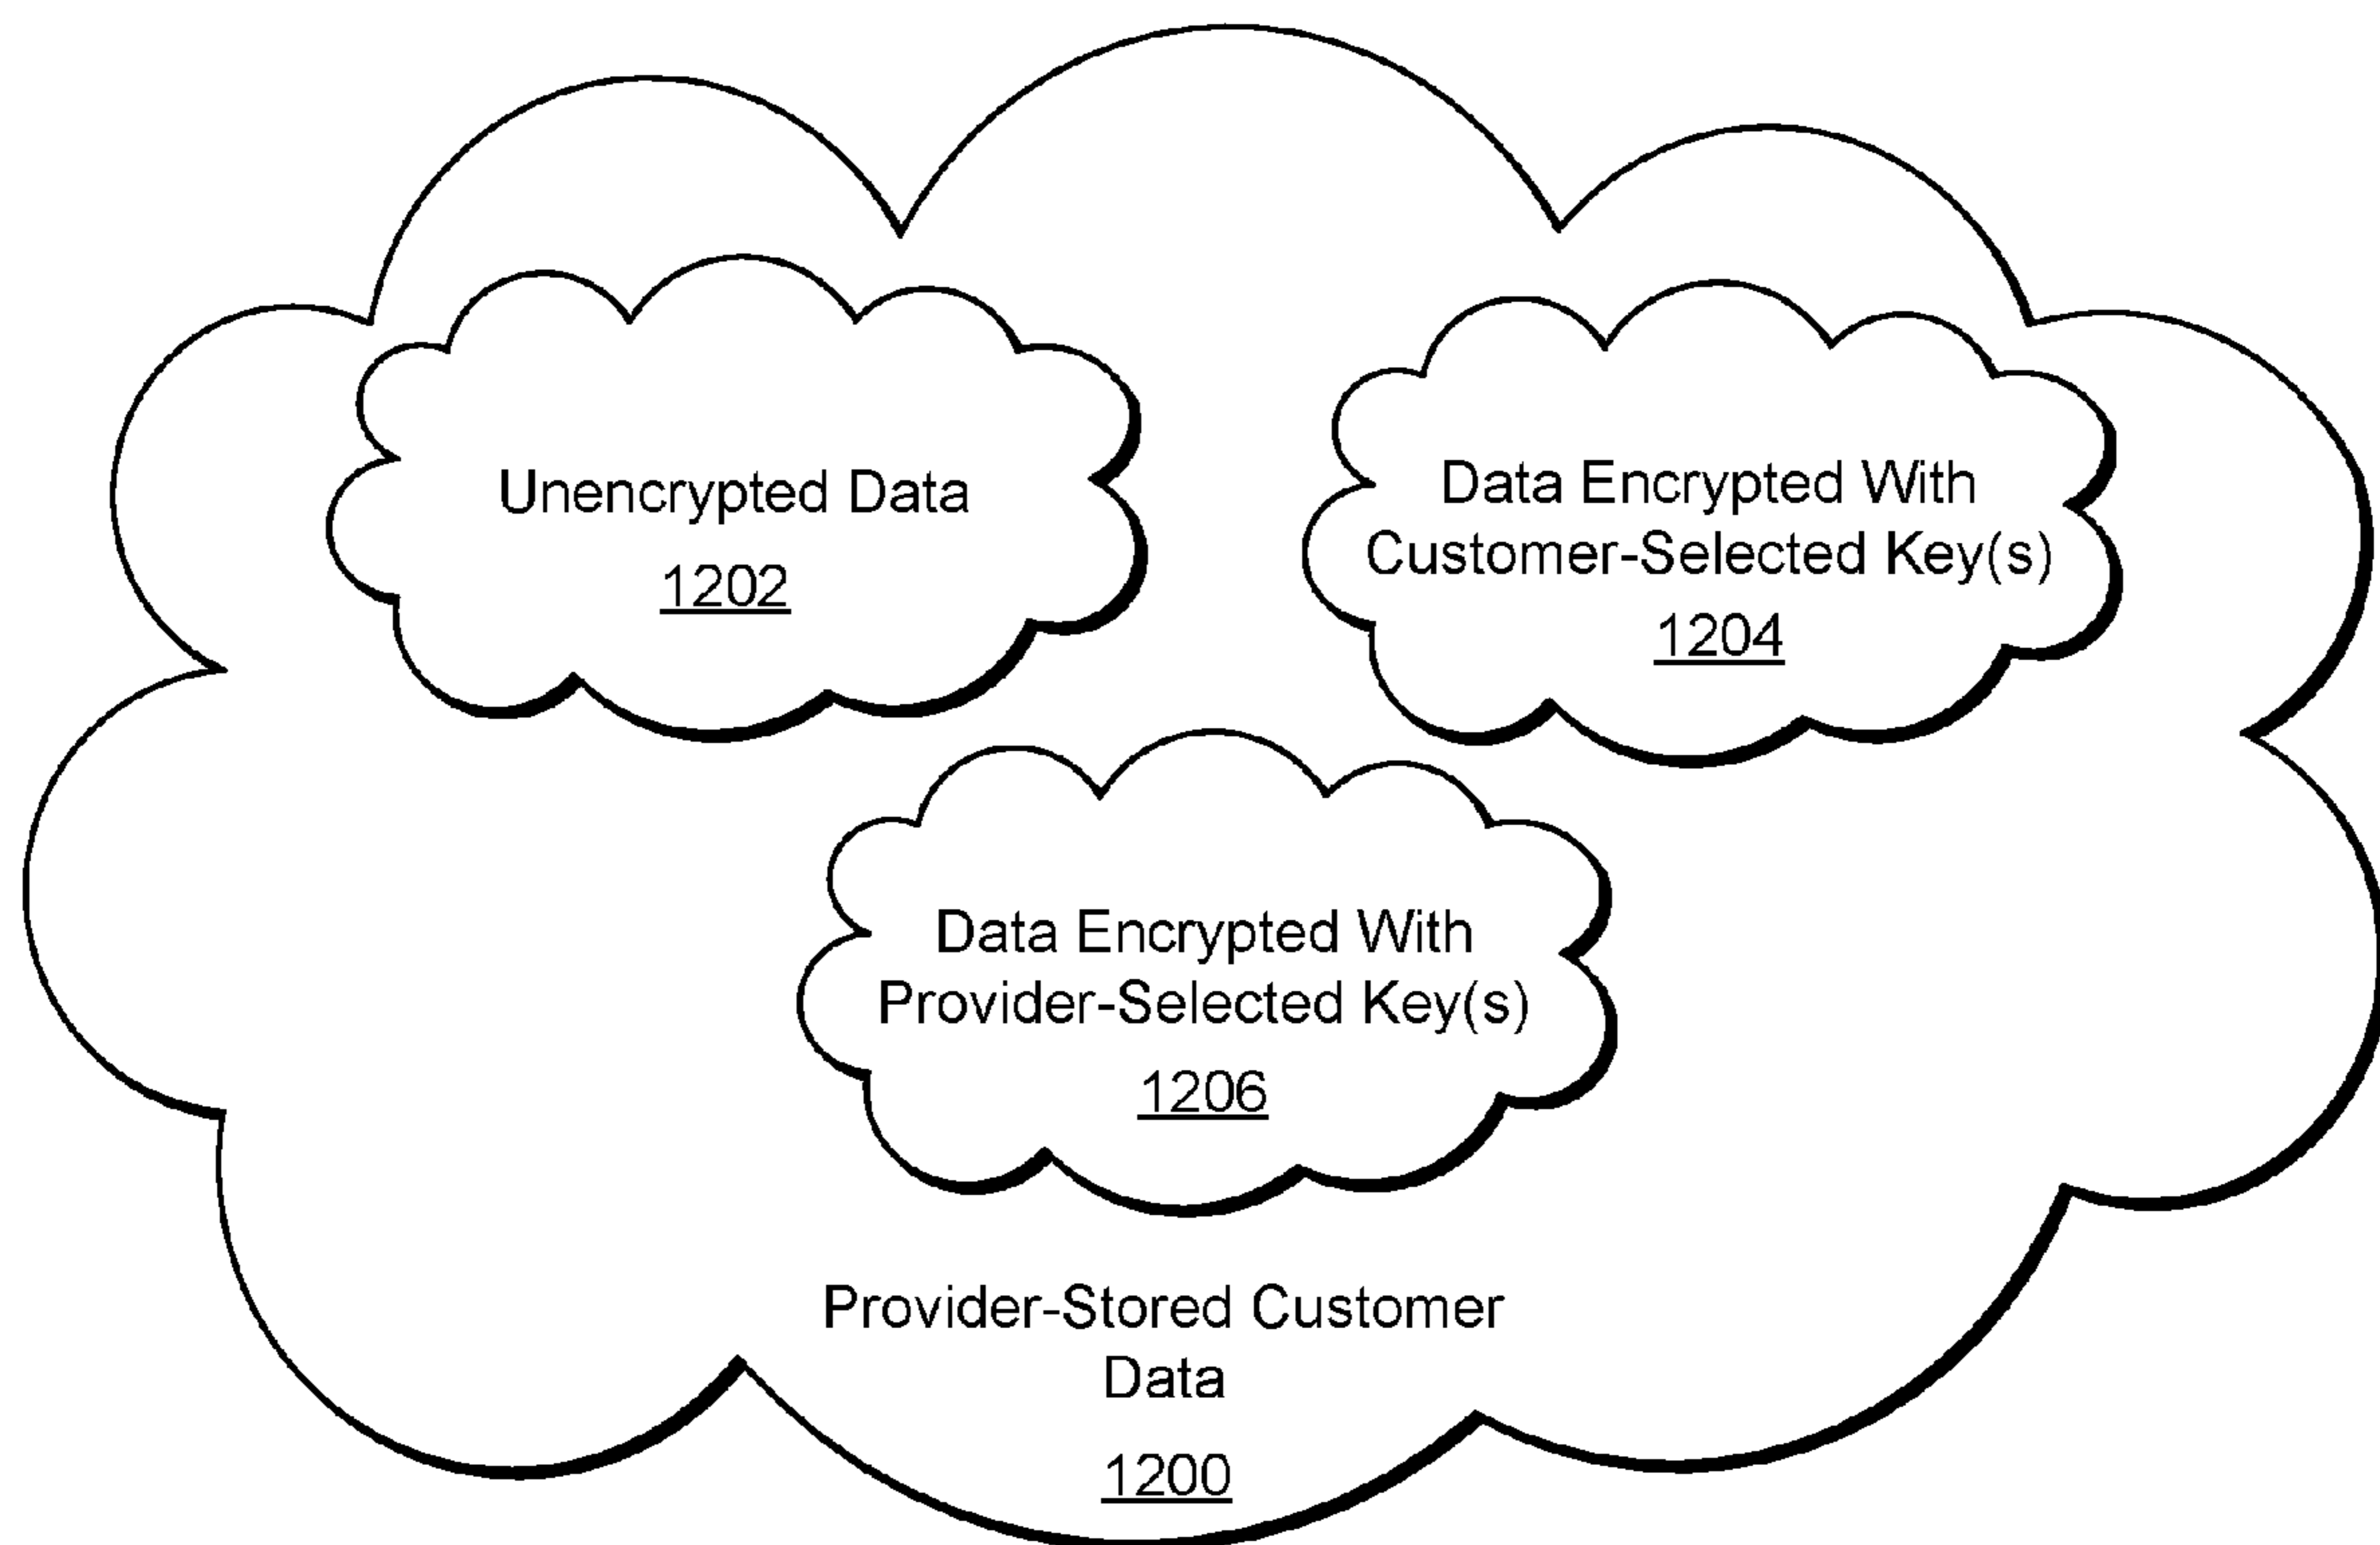 Unencrypted Data
1202
Data Encrypted With
Customer-Selected Key(s)
1204
Data Encrypted With
Provider-Selected Key(s)
1206
Provider-Stored Customer
Data
1200